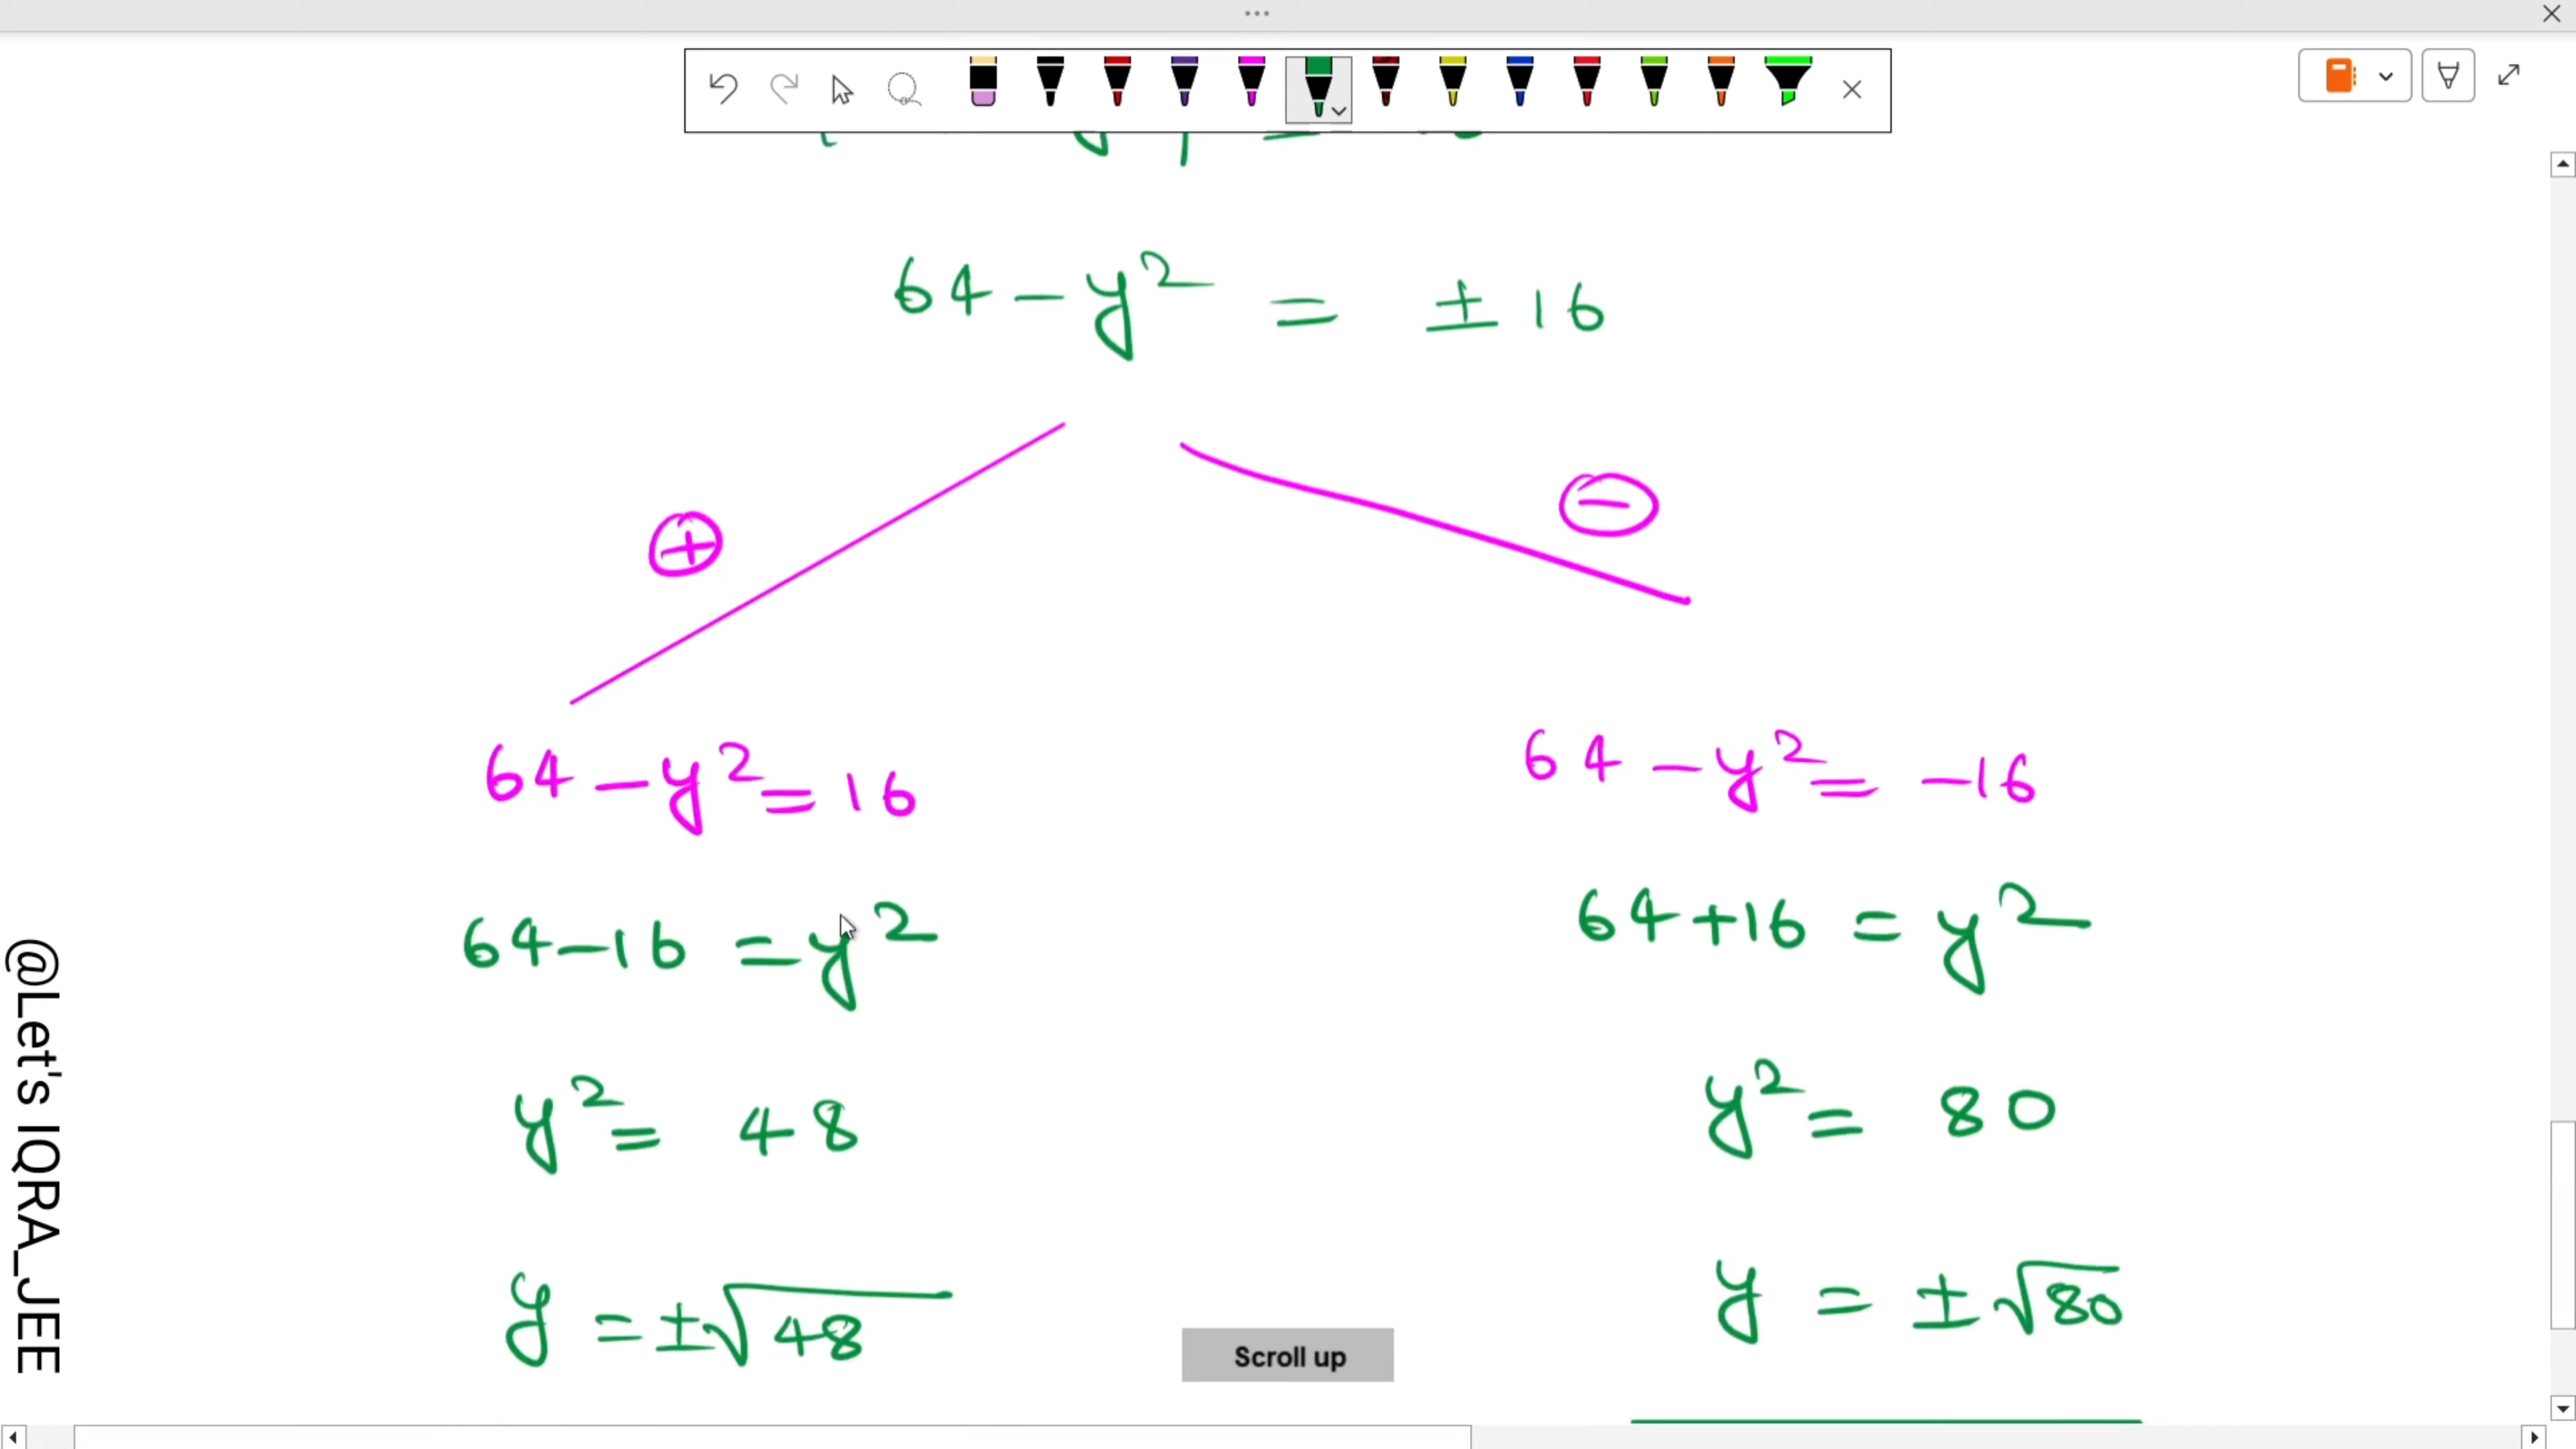 64 - y² = ± 16
+
−
64 - y² = 16
64 - y² = -16
64 - 16 = y²
64 + 16 = y²
y² = 48
y² = 80
y = ±√48
y = ±√80
Scroll up
@Let's IQRA_JEE